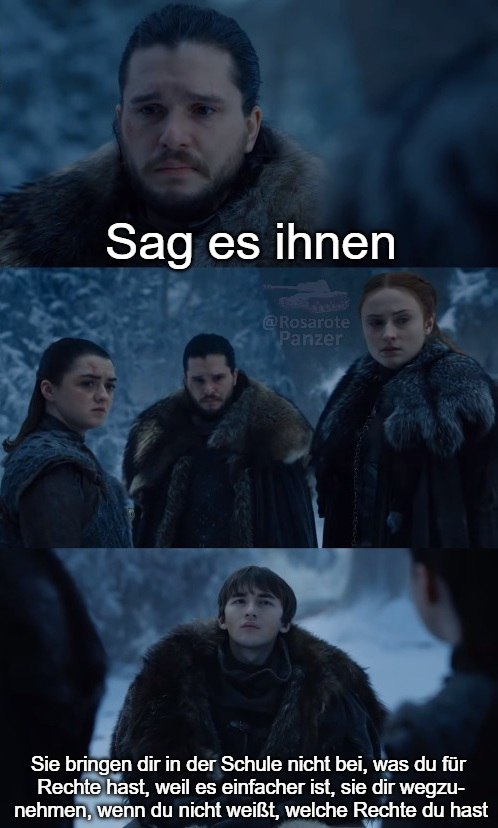 Sag es ihnen
@Rosarote
Panzer
Sie bringen dir in der Schule nicht bei, was du für
Rechte hast, weil es einfacher ist, sie dir wegzu-
nehmen, wenn du nicht weißt, welche Rechte du hast